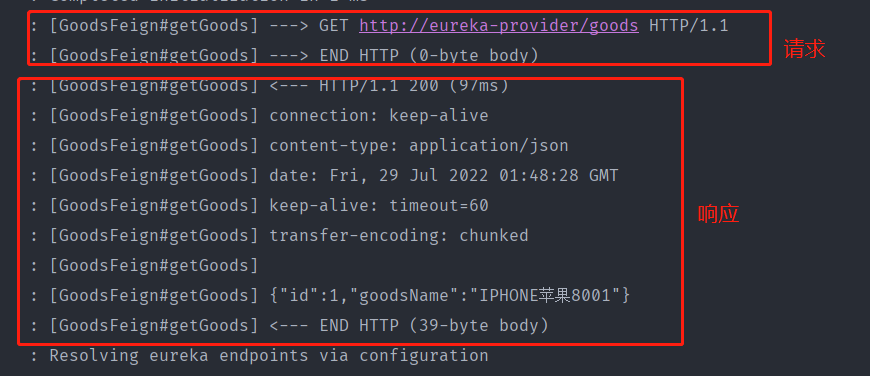 : [GoodsFeign#getGoods] ---> GET http://eureka-provider/goods HTTP/1.1
: [GoodsFeign#getGoods] ---> END HTTP (0-byte body)
请求
: [GoodsFeign#getGoods] <--- HTTP/1.1 200 (97ms)
: [GoodsFeign#getGoods] connection: keep-alive
: [GoodsFeign#getGoods] content-type: application/json
: [GoodsFeign#getGoods] date: Fri, 29 Jul 2022 01:48:28 GMT
: [GoodsFeign#getGoods] keep-alive: timeout=60
响应
: [GoodsFeign#getGoods] transfer-encoding: chunked
: [GoodsFeign#getGoods]
: [GoodsFeign#getGoods] {"id":1,"goodsName":"IPHONE苹果8001"}
: [GoodsFeign#getGoods] <--- END HTTP (39-byte body)
: Resolving eureka endpoints via configuration